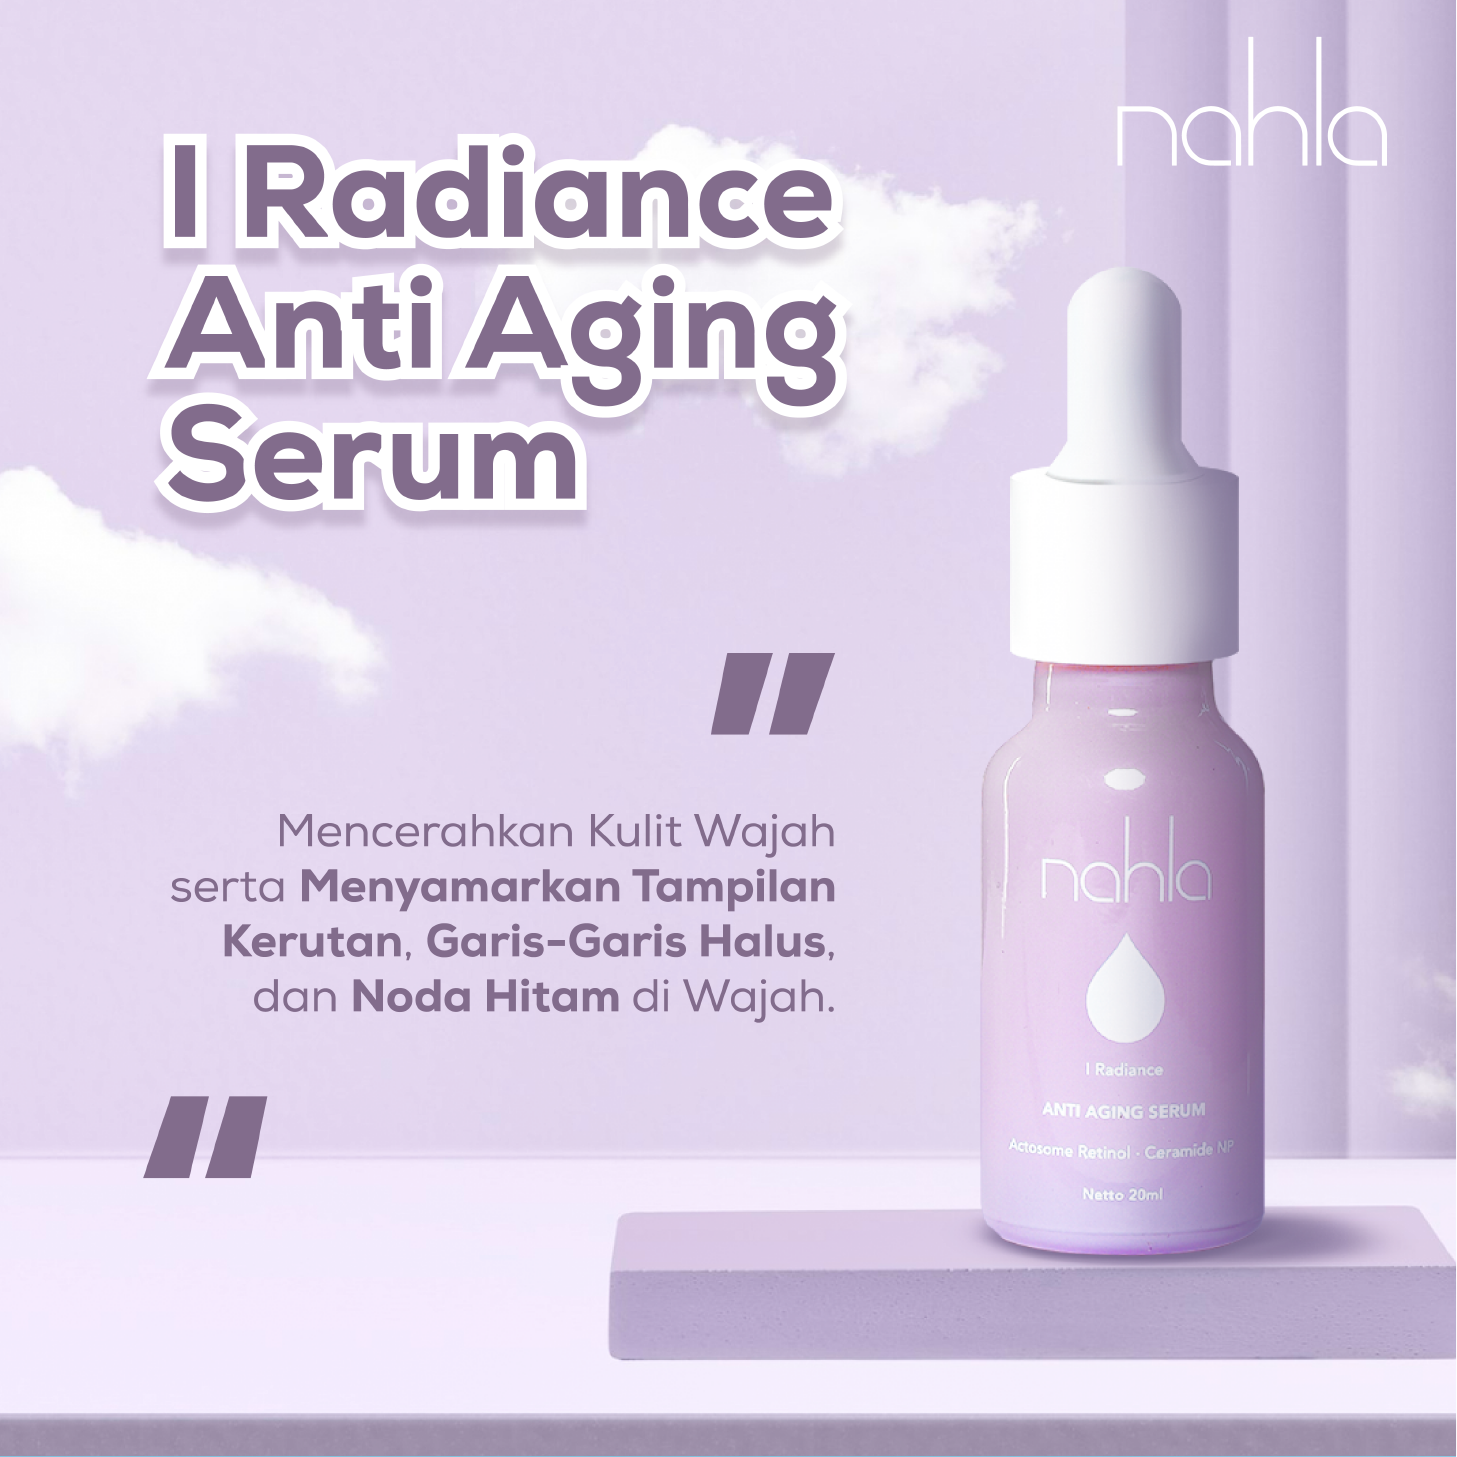 nahla
I Radiance
Anti Aging
Serum
"
Mencerahkan Kulit Wajah
serta Menyamarkan Tampilan
Kerutan, Garis-Garis Halus,
dan Noda Hitam di Wajah.
"
nahla
I Radiance
ANTI AGING SERUM
Actosome Retinol - Ceramide NP
Netto 20ml